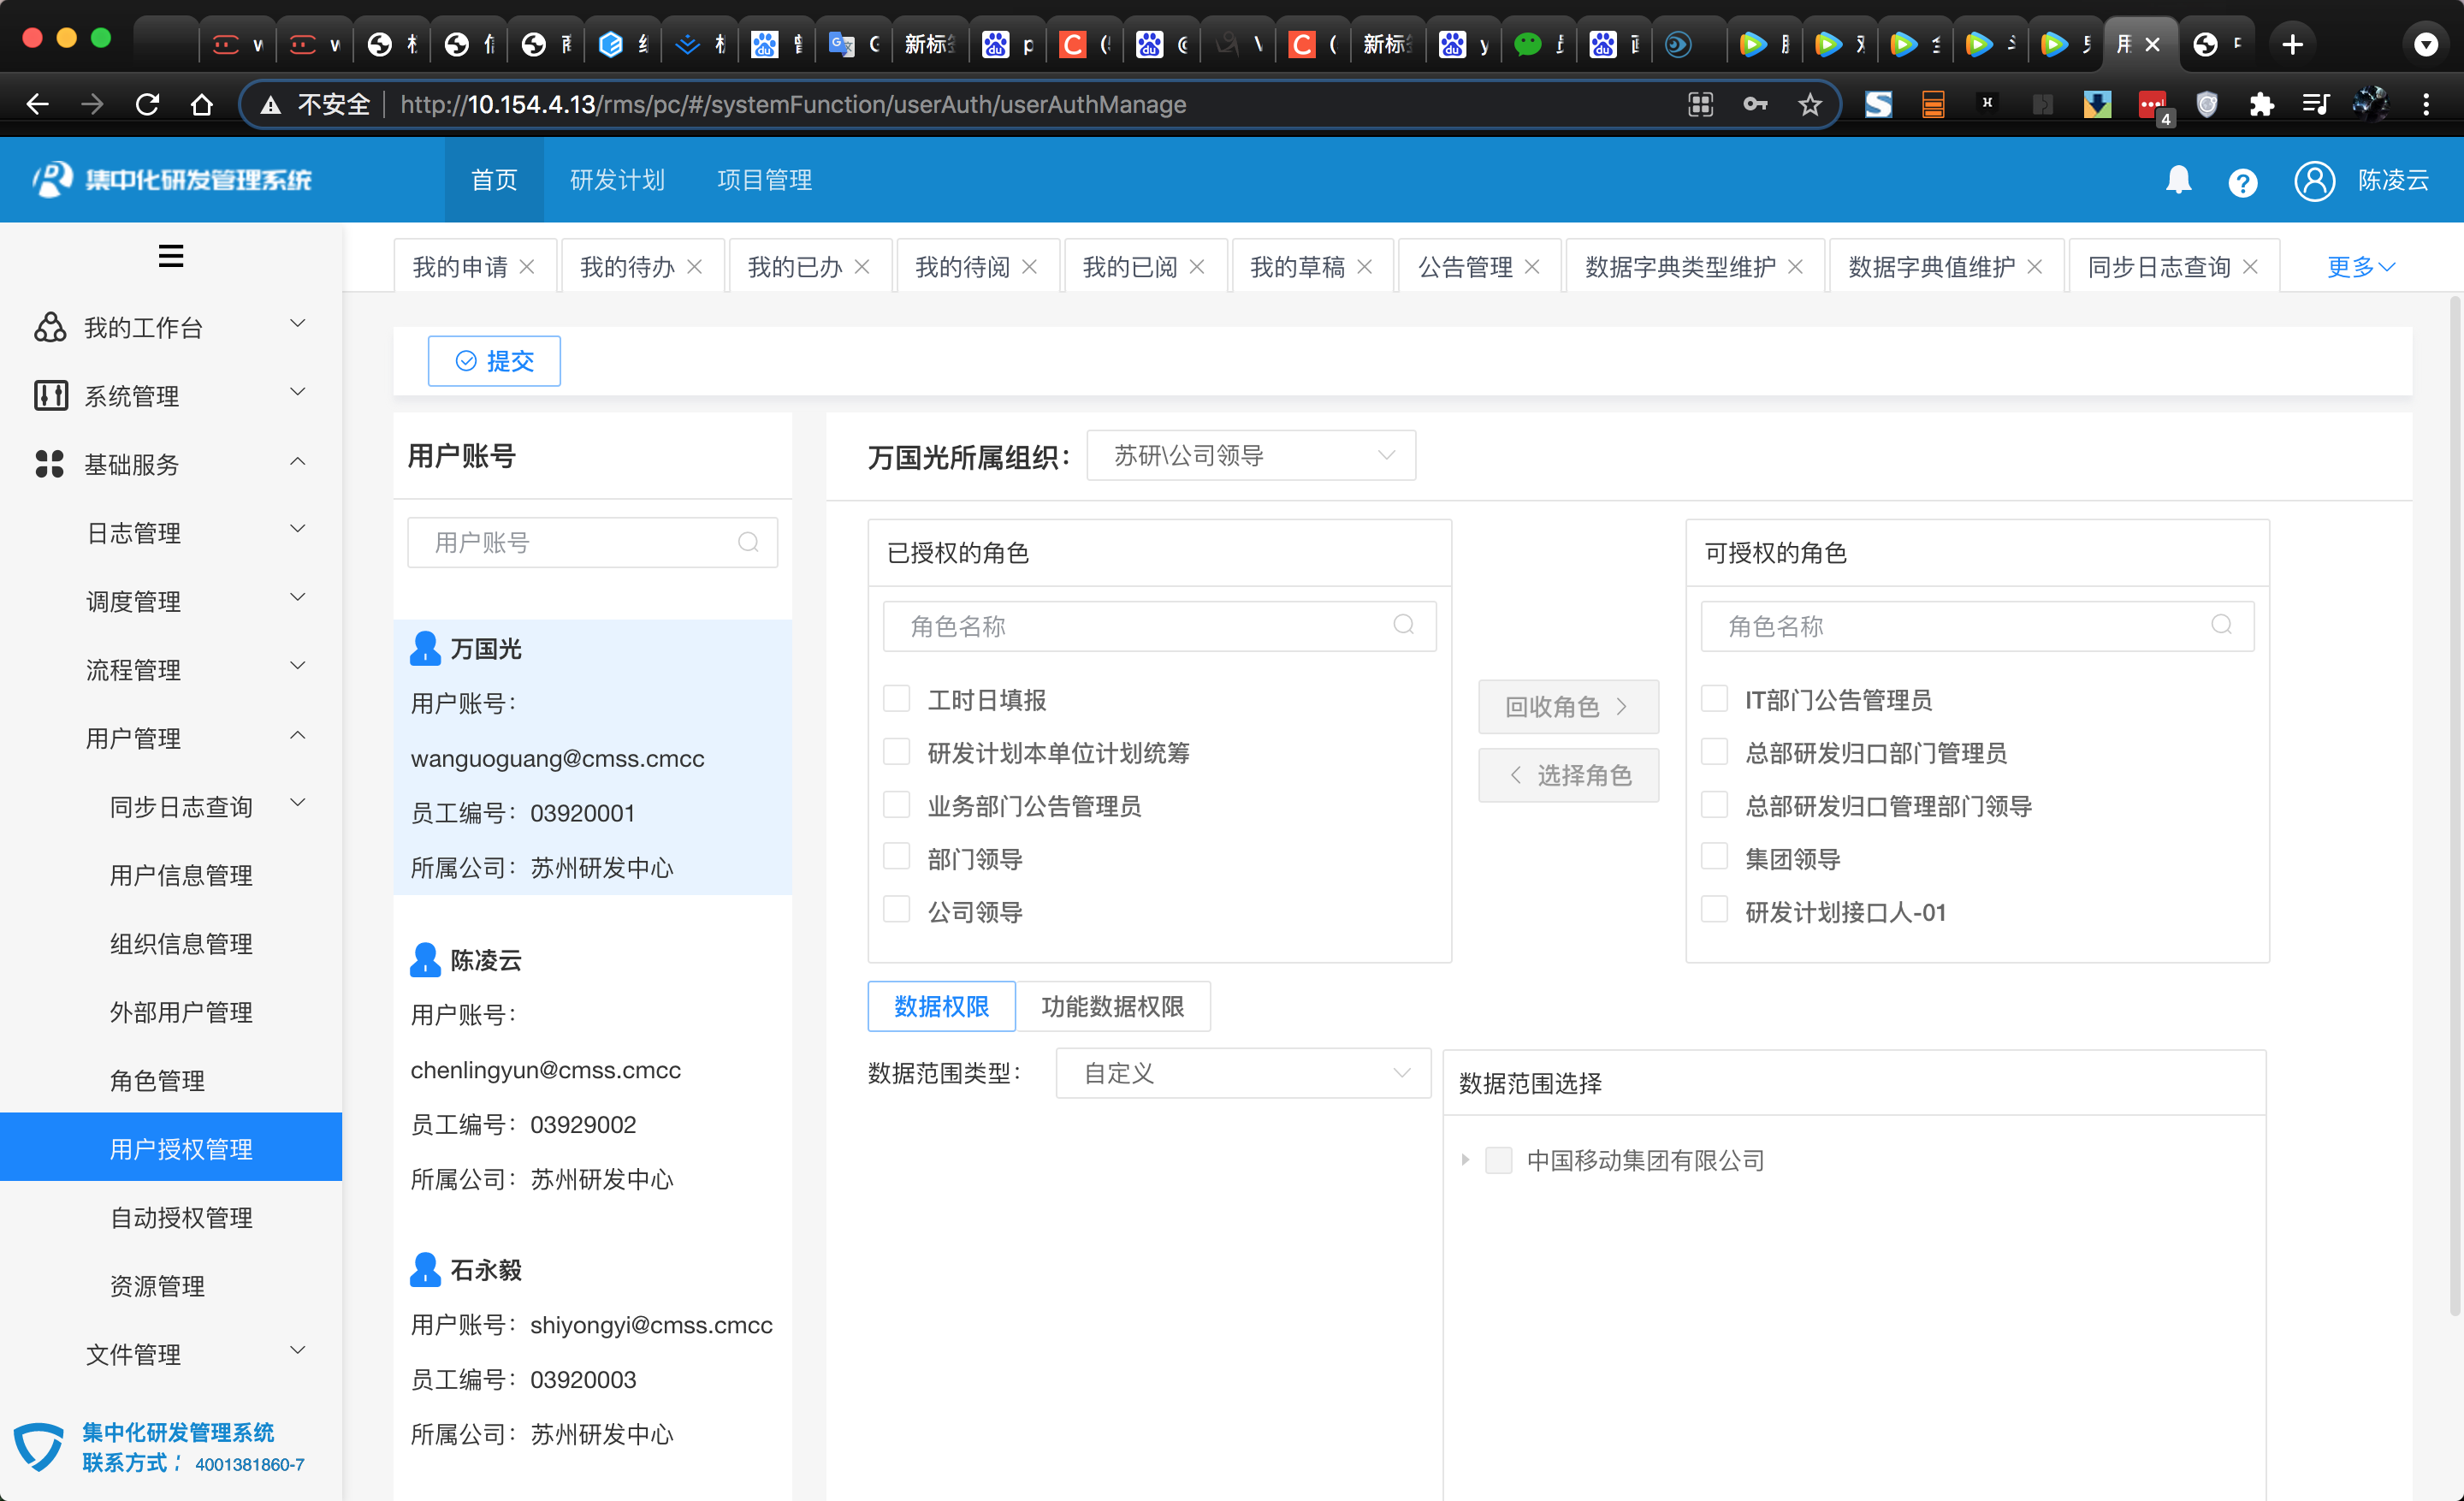 新标
新标
不安全 http://10.154.4.13/rms/pc/#/systemFunction/userAuth/userAuthManage
4
集中化研发管理系统 首页 研发计划 项目管理 陈凌云
我的申请 我的待办 我的已办 我的待阅 我的已阅 我的草稿 公告管理 数据字典类型维护 数据字典值维护 同步日志查询 更多
我的工作台
系统管理
基础服务
日志管理
调度管理
流程管理
用户管理
同步日志查询
用户信息管理
组织信息管理
外部用户管理
角色管理
用户授权管理
自动授权管理
资源管理
文件管理
集中化研发管理系统
联系方式： 4001381860-7
提交
用户账号
用户账号
万国光
用户账号：
wanguoguang@cmss.cmcc
员工编号：03920001
所属公司：苏州研发中心
陈凌云
用户账号：
chenlingyun@cmss.cmcc
员工编号：03929002
所属公司：苏州研发中心
石永毅
用户账号：shiyongyi@cmss.cmcc
员工编号：03920003
所属公司：苏州研发中心
万国光所属组织： 苏研\公司领导
已授权的角色
角色名称
工时日填报
研发计划本单位计划统筹
业务部门公告管理员
部门领导
公司领导
回收角色
选择角色
可授权的角色
角色名称
IT部门公告管理员
总部研发归口部门管理员
总部研发归口管理部门领导
集团领导
研发计划接口人-01
数据权限 功能数据权限
数据范围类型： 自定义
数据范围选择
中国移动集团有限公司